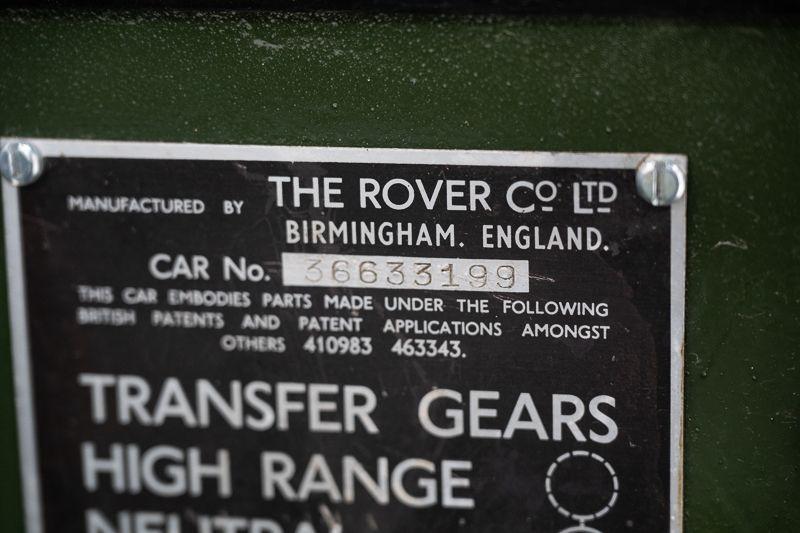 MANUFACTURED BY THE ROVER CO LTD
BIRMINGHAM. ENGLAND.
CAR No. 36633199
THIS CAR EMBODIES PARTS MADE UNDER THE FOLLOWING
BRITISH PATENTS AND PATENT APPLICATIONS AMONGST
OTHERS 410983 463343.
TRANSFER GEARS
HIGH RANGE
NEUTRAL